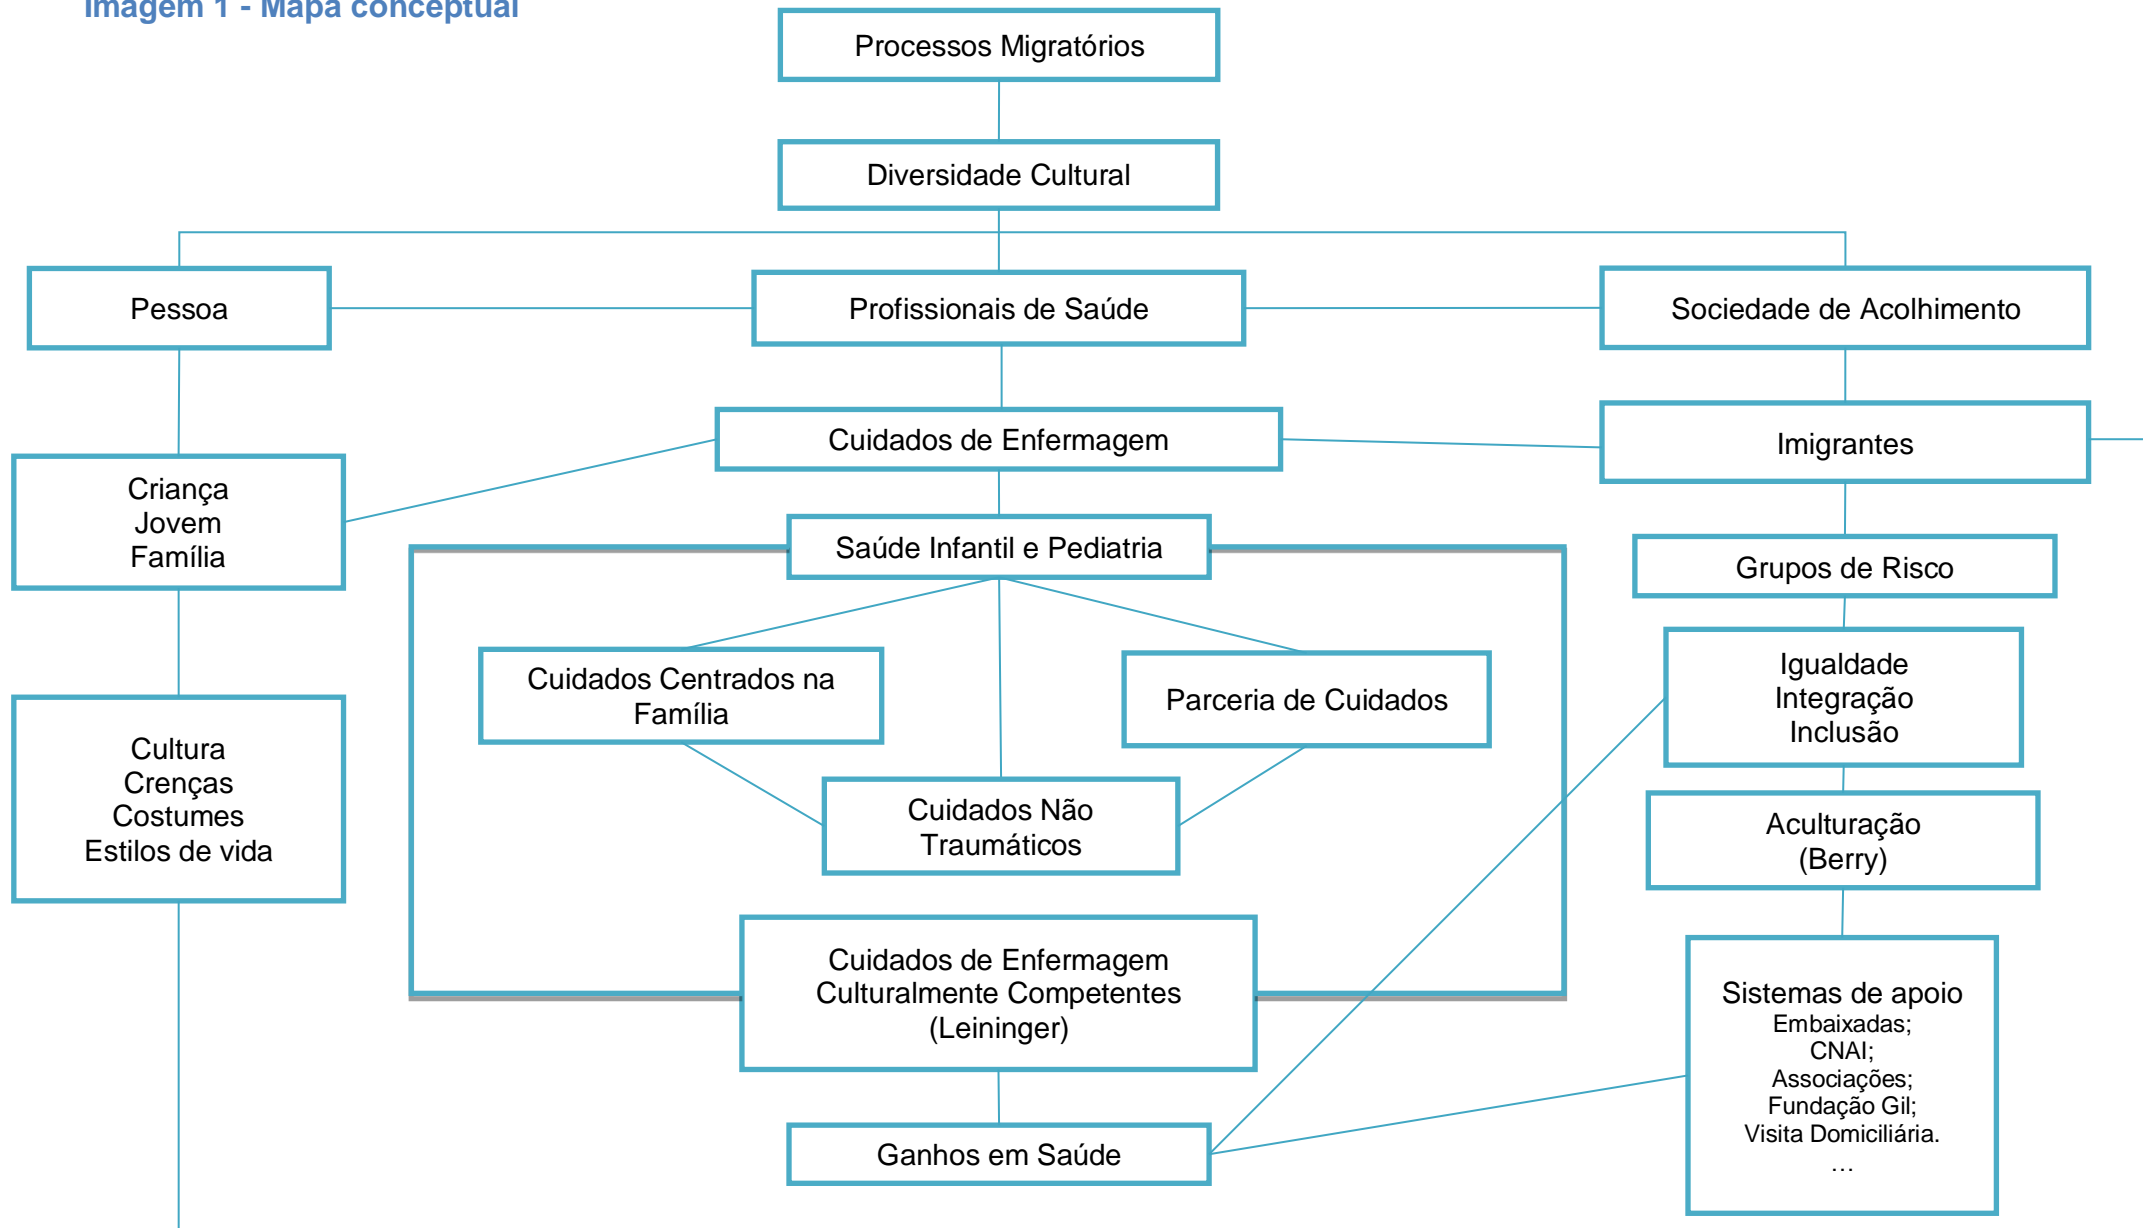 Imagem 1 - Mapa conceptual
Processos Migratórios
Diversidade Cultural
Pessoa
Profissionais de Saúde
Sociedade de Acolhimento
Cuidados de Enfermagem
Imigrantes
Criança
Jovem
Família
Saúde Infantil e Pediatria
Grupos de Risco
Cuidados Centrados na
Família
Parceria de Cuidados
Igualdade
Integração
Inclusão
Cultura
Crenças
Costumes
Estilos de vida
Cuidados Não
Traumáticos
Aculturação
(Berry)
Cuidados de Enfermagem
Culturalmente Competentes
(Leininger)
Sistemas de apoio
Embaixadas;
CNAI;
Associações;
Fundação Gil;
Visita Domiciliária.
…
Ganhos em Saúde